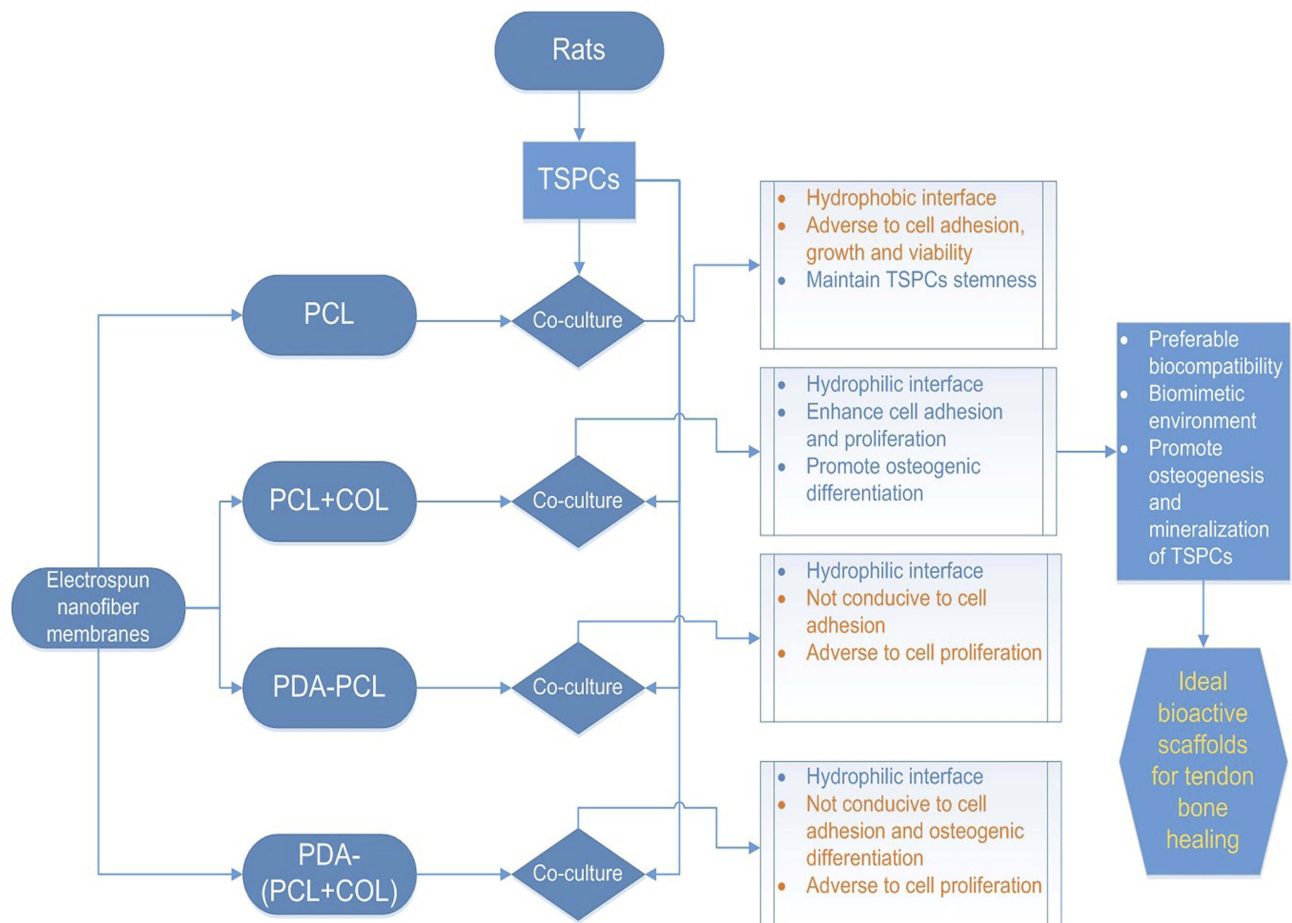 Rats
TSPCs
PCL
Co-culture
• Hydrophobic interface
• Adverse to cell adhesion,
growth and viability
• Maintain TSPCs stemness
PCL+COL
Co-culture
• Hydrophilic interface
• Enhance cell adhesion
and proliferation
• Promote osteogenic
differentiation
• Preferable
biocompatibility
• Biomimetic
environment
• Promote
osteogenesis
and
mineralization
of TSPCs
Electrospun
nanofiber
membranes
PDA-PCL
Co-culture
• Hydrophilic interface
• Not conducive to cell
adhesion
• Adverse to cell proliferation
Ideal
bioactive
scaffolds
for tendon
bone
healing
PDA-
(PCL+COL)
Co-culture
• Hydrophilic interface
• Not conducive to cell
adhesion and osteogenic
differentiation
• Adverse to cell proliferation